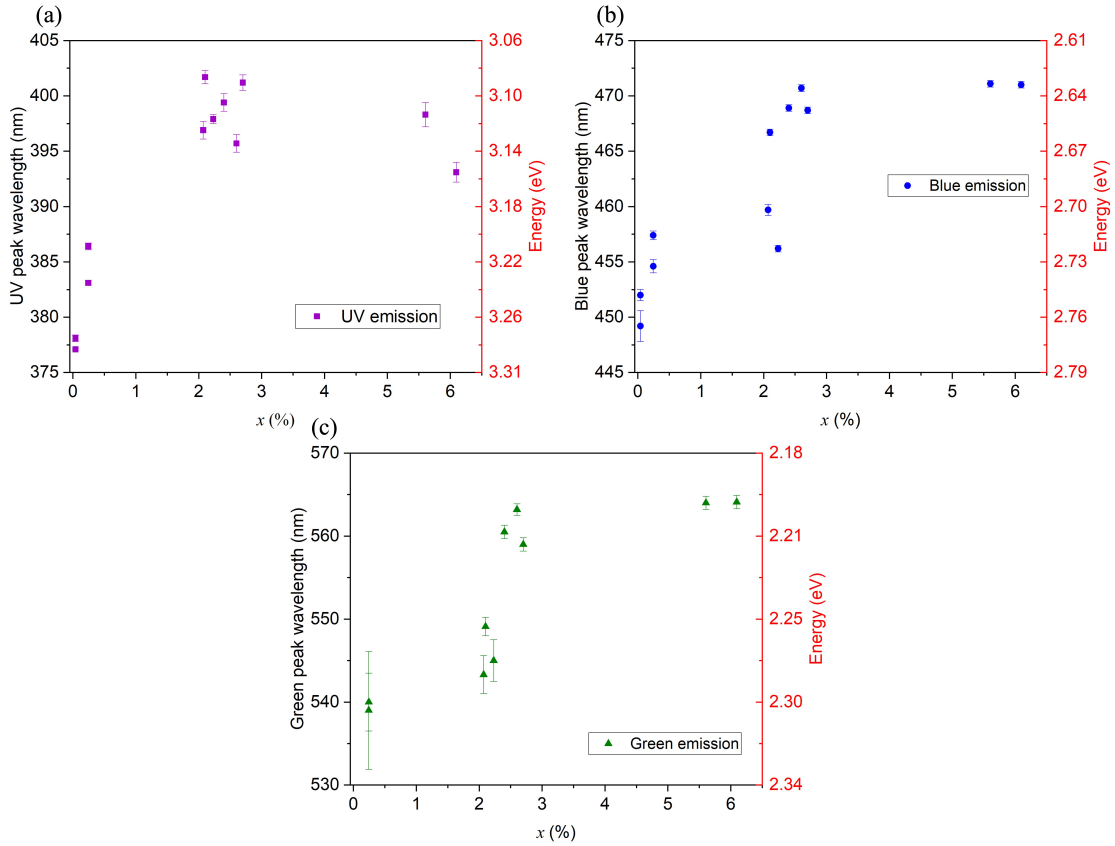 (a)
405
400
395
390
385
380
375
UV peak wavelength (nm)
3.06
3.10
3.14
3.18
3.22
3.26
3.31
Energy (eV)
UV emission
0 1 2 3 4 5 6
x (%)
(b)
475
470
465
460
455
450
445
Blue peak wavelength (nm)
2.61
2.64
2.67
2.70
2.73
2.76
2.79
Energy (eV)
Blue emission
0 1 2 3 4 5 6
x (%)
(c)
570
560
550
540
530
Green peak wavelength (nm)
2.18
2.21
2.25
2.30
2.34
Energy (eV)
Green emission
0 1 2 3 4 5 6
x (%)